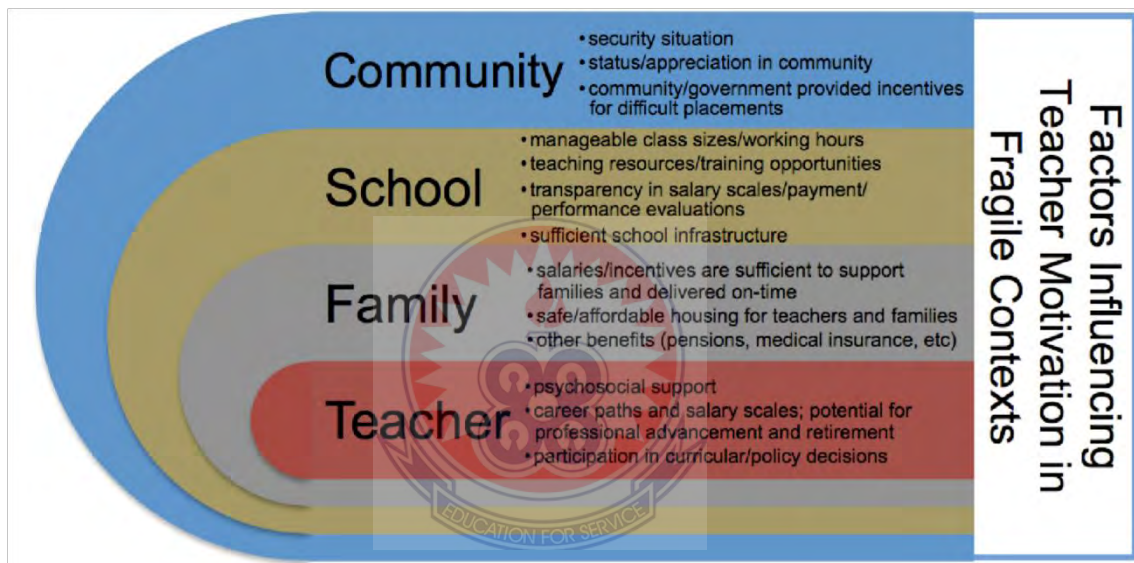 Community
• security situation
• status/appreciation in community
• community/government provided incentives
for difficult placements
School
• manageable class sizes/working hours
• teaching resources/training opportunities
• transparency in salary scales/payment/
performance evaluations
• sufficient school infrastructure
Family
• salaries/incentives are sufficient to support
families and delivered on-time
• safe/affordable housing for teachers and families
• other benefits (pensions, medical insurance, etc)
Teacher
• psychosocial support
• career paths and salary scales; potential for
professional advancement and retirement
• participation in curricular/policy decisions
EDUCATION FOR SERVICE
Factors Influencing
Teacher Motivation in
Fragile Contexts